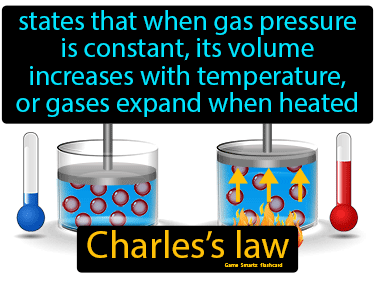 states that when gas pressure
is constant, its volume
increases with temperature,
or gases expand when heated
Charles's law
Game Smartz flashcard